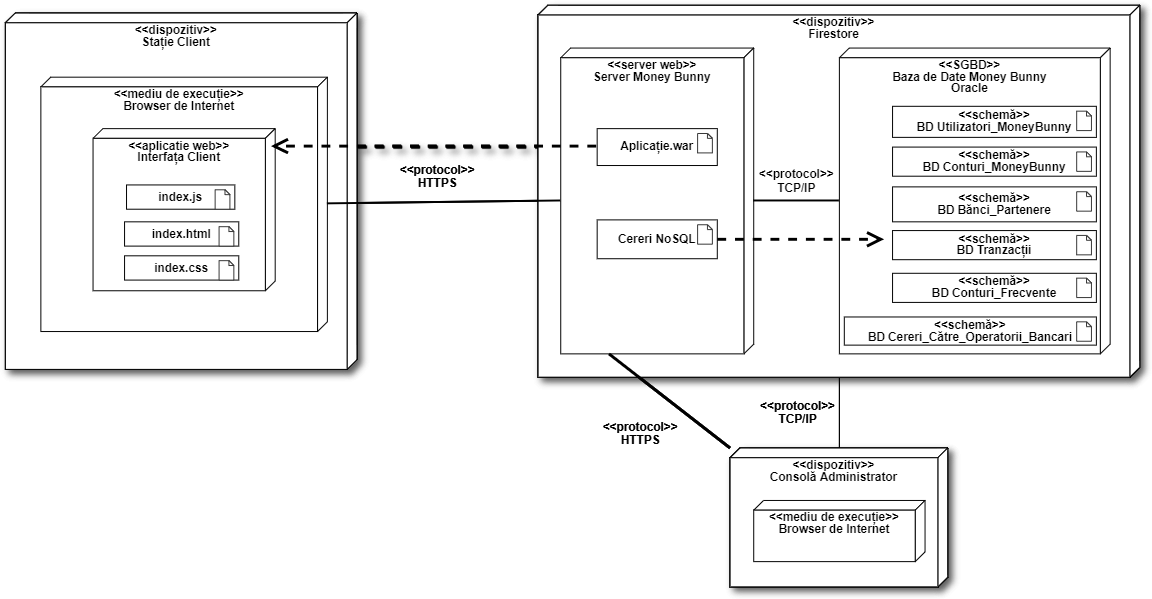 <<dispozitiv>>
Stație Client
<<mediu de execuție>>
Browser de Internet
<<aplicatie web>>
Interfața Client
index.js
index.html
index.css
<<protocol>>
HTTPS
<<dispozitiv>>
Firestore
<<server web>>
Server Money Bunny
Aplicație.war
Cereri NoSQL
<<protocol>>
TCP/IP
<<SGBD>>
Baza de Date Money Bunny
Oracle
<<schemă>>
BD Utilizatori_MoneyBunny
<<schemă>>
BD Conturi_MoneyBunny
<<schemă>>
BD Bănci_Partenere
<<schemă>>
BD Tranzacții
<<schemă>>
BD Conturi_Frecvente
<<schemă>>
BD Cereri_Către_Operatorii_Bancari
<<protocol>>
HTTPS
<<protocol>>
TCP/IP
<<dispozitiv>>
Consolă Administrator
<<mediu de execuție>>
Browser de Internet